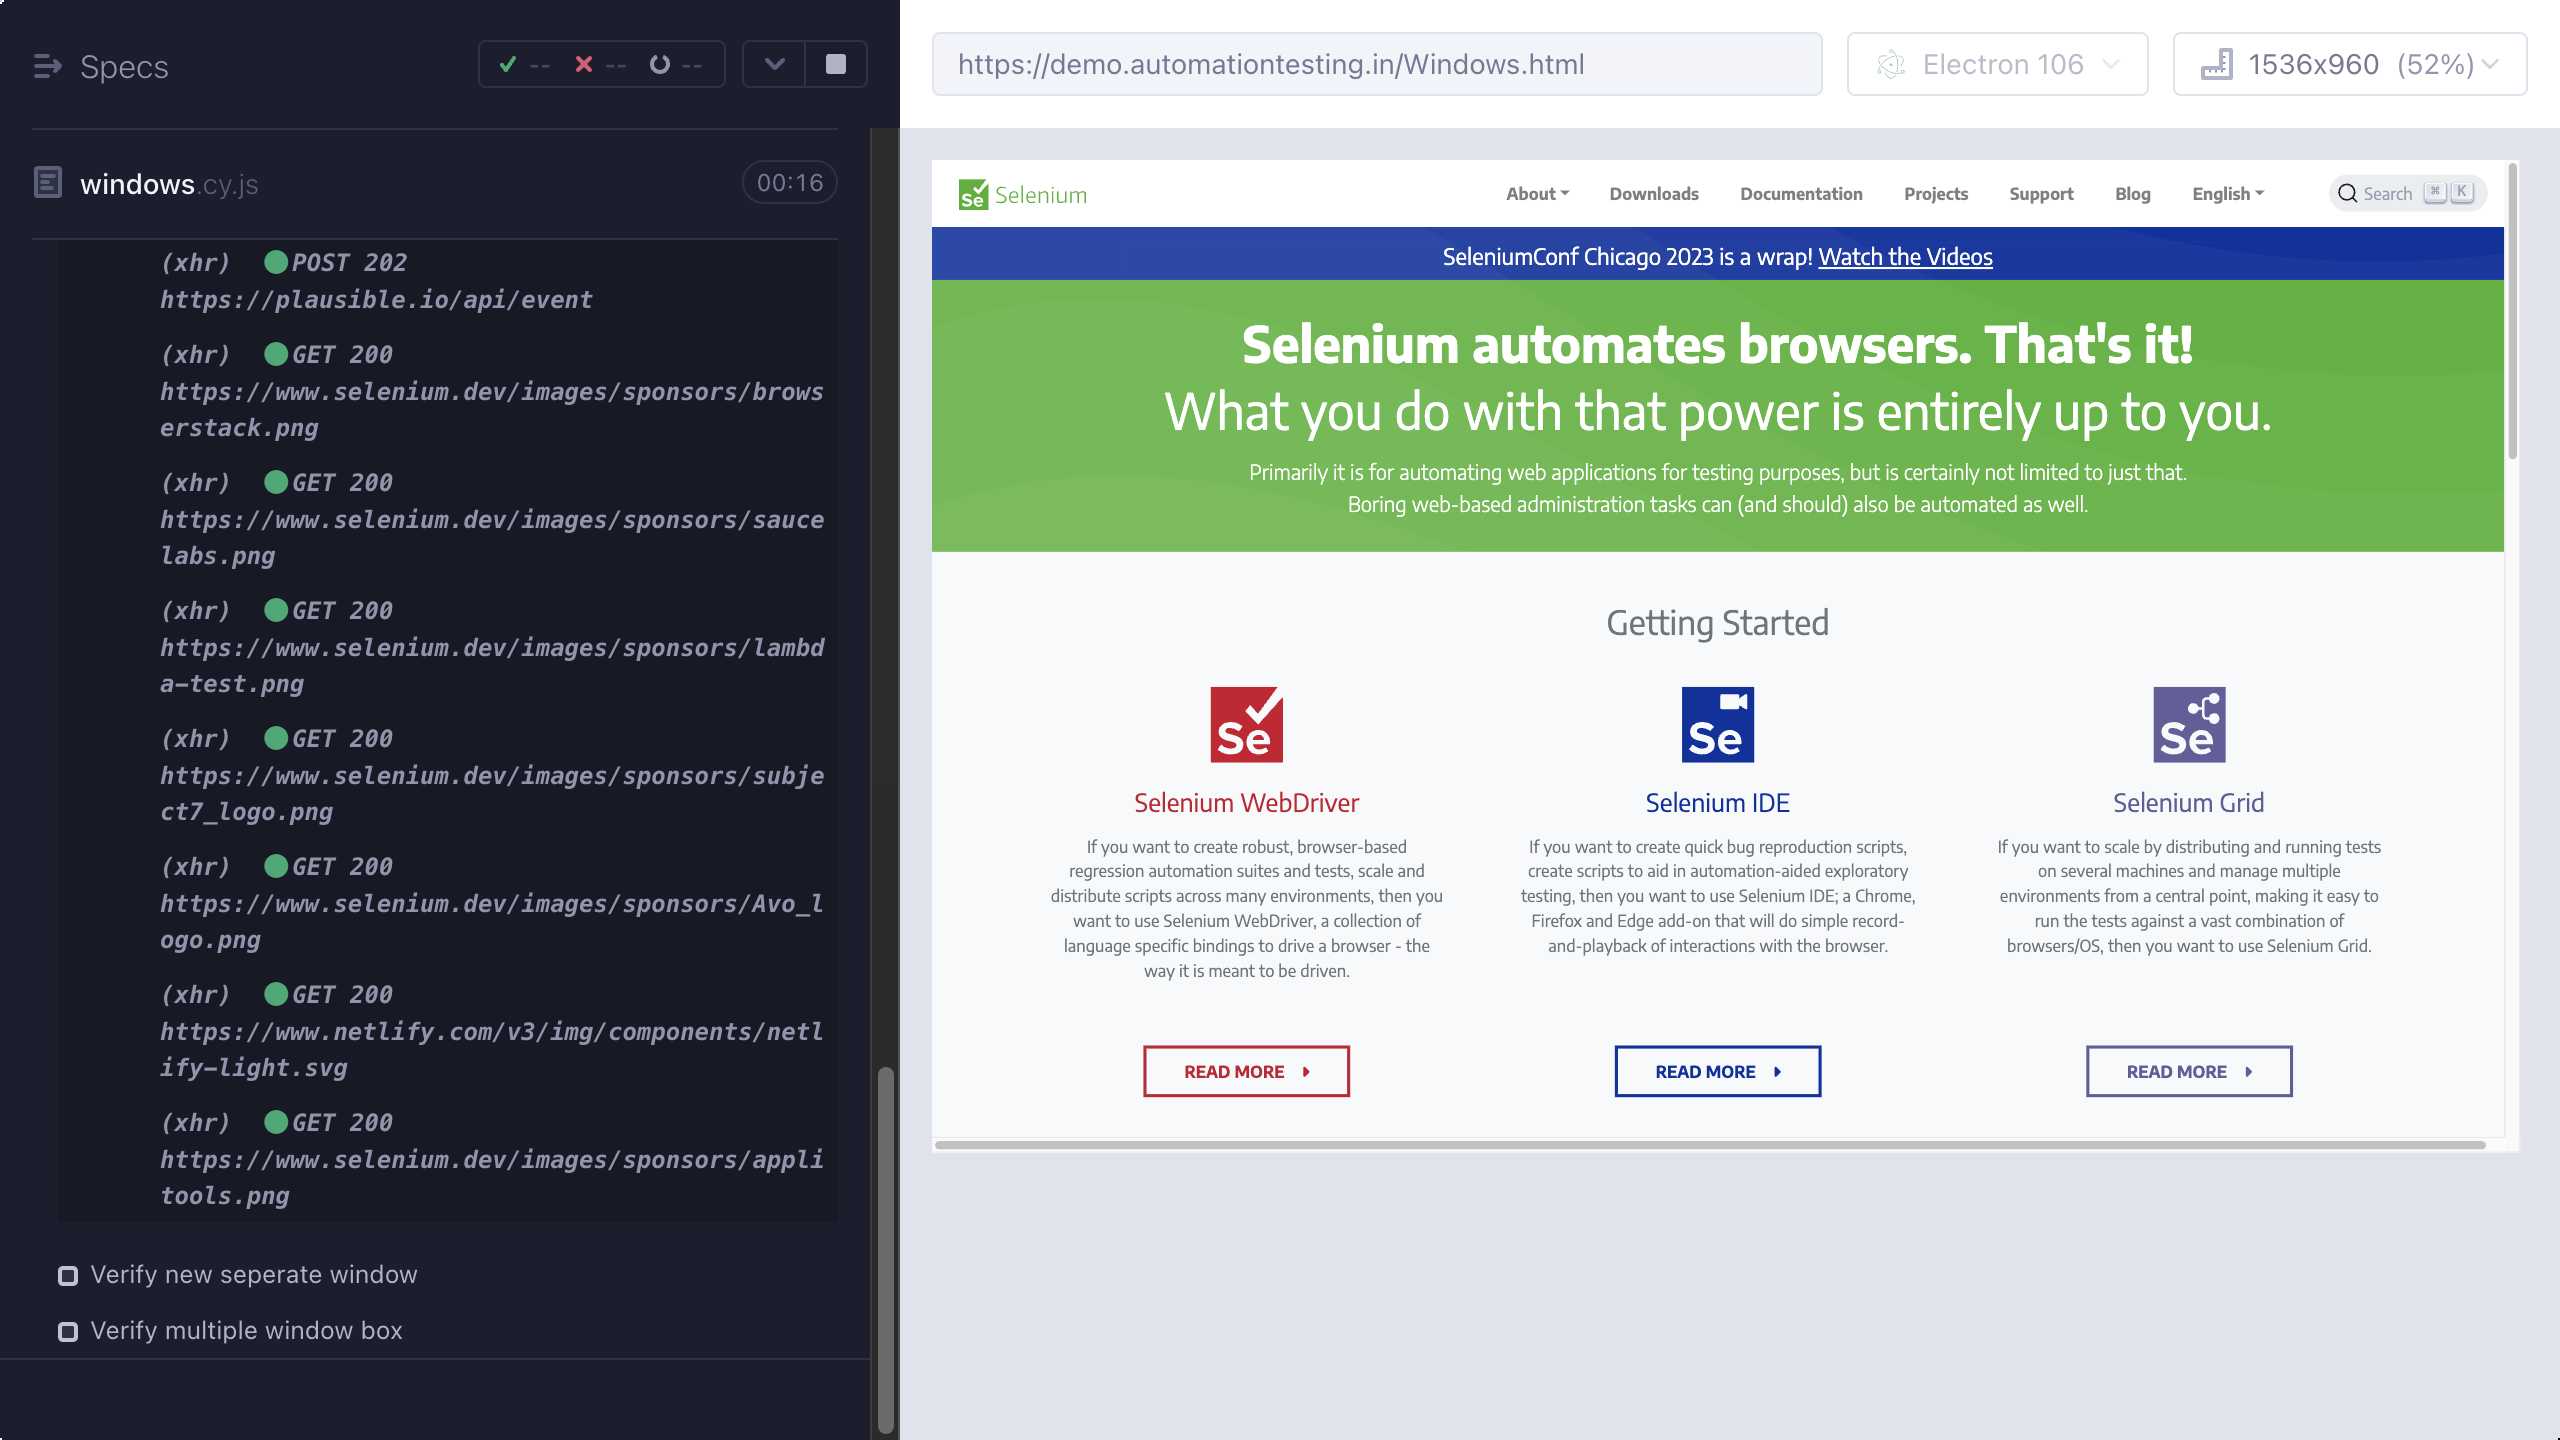 Specs
-- -- --
windows.cy.js
00:16
(xhr) POST 202
https://plausible.io/api/event
(xhr) GET 200
https://www.selenium.dev/images/sponsors/brows
erstack.png
(xhr) GET 200
https://www.selenium.dev/images/sponsors/sauce
labs.png
(xhr) GET 200
https://www.selenium.dev/images/sponsors/lambd
a-test.png
(xhr) GET 200
https://www.selenium.dev/images/sponsors/subje
ct7_logo.png
(xhr) GET 200
https://www.selenium.dev/images/sponsors/Avo_l
ogo.png
(xhr) GET 200
https://www.netlify.com/v3/img/components/netl
ify-light.svg
(xhr) GET 200
https://www.selenium.dev/images/sponsors/appli
tools.png
Verify new seperate window
Verify multiple window box
https://demo.automationtesting.in/Windows.html
Electron 106
1536x960 (52%)
Se Selenium
About Downloads Documentation Projects Support Blog English
Search ⌘ K
SeleniumConf Chicago 2023 is a wrap! Watch the Videos
Selenium automates browsers. That's it!
What you do with that power is entirely up to you.
Primarily it is for automating web applications for testing purposes, but is certainly not limited to just that.
Boring web-based administration tasks can (and should) also be automated as well.
Getting Started
Se
Selenium WebDriver
If you want to create robust, browser-based
regression automation suites and tests, scale and
distribute scripts across many environments, then you
want to use Selenium WebDriver, a collection of
language specific bindings to drive a browser - the
way it is meant to be driven.
READ MORE
Se
Selenium IDE
If you want to create quick bug reproduction scripts,
create scripts to aid in automation-aided exploratory
testing, then you want to use Selenium IDE; a Chrome,
Firefox and Edge add-on that will do simple record-
and-playback of interactions with the browser.
READ MORE
Se
Selenium Grid
If you want to scale by distributing and running tests
on several machines and manage multiple
environments from a central point, making it easy to
run the tests against a vast combination of
browsers/OS, then you want to use Selenium Grid.
READ MORE